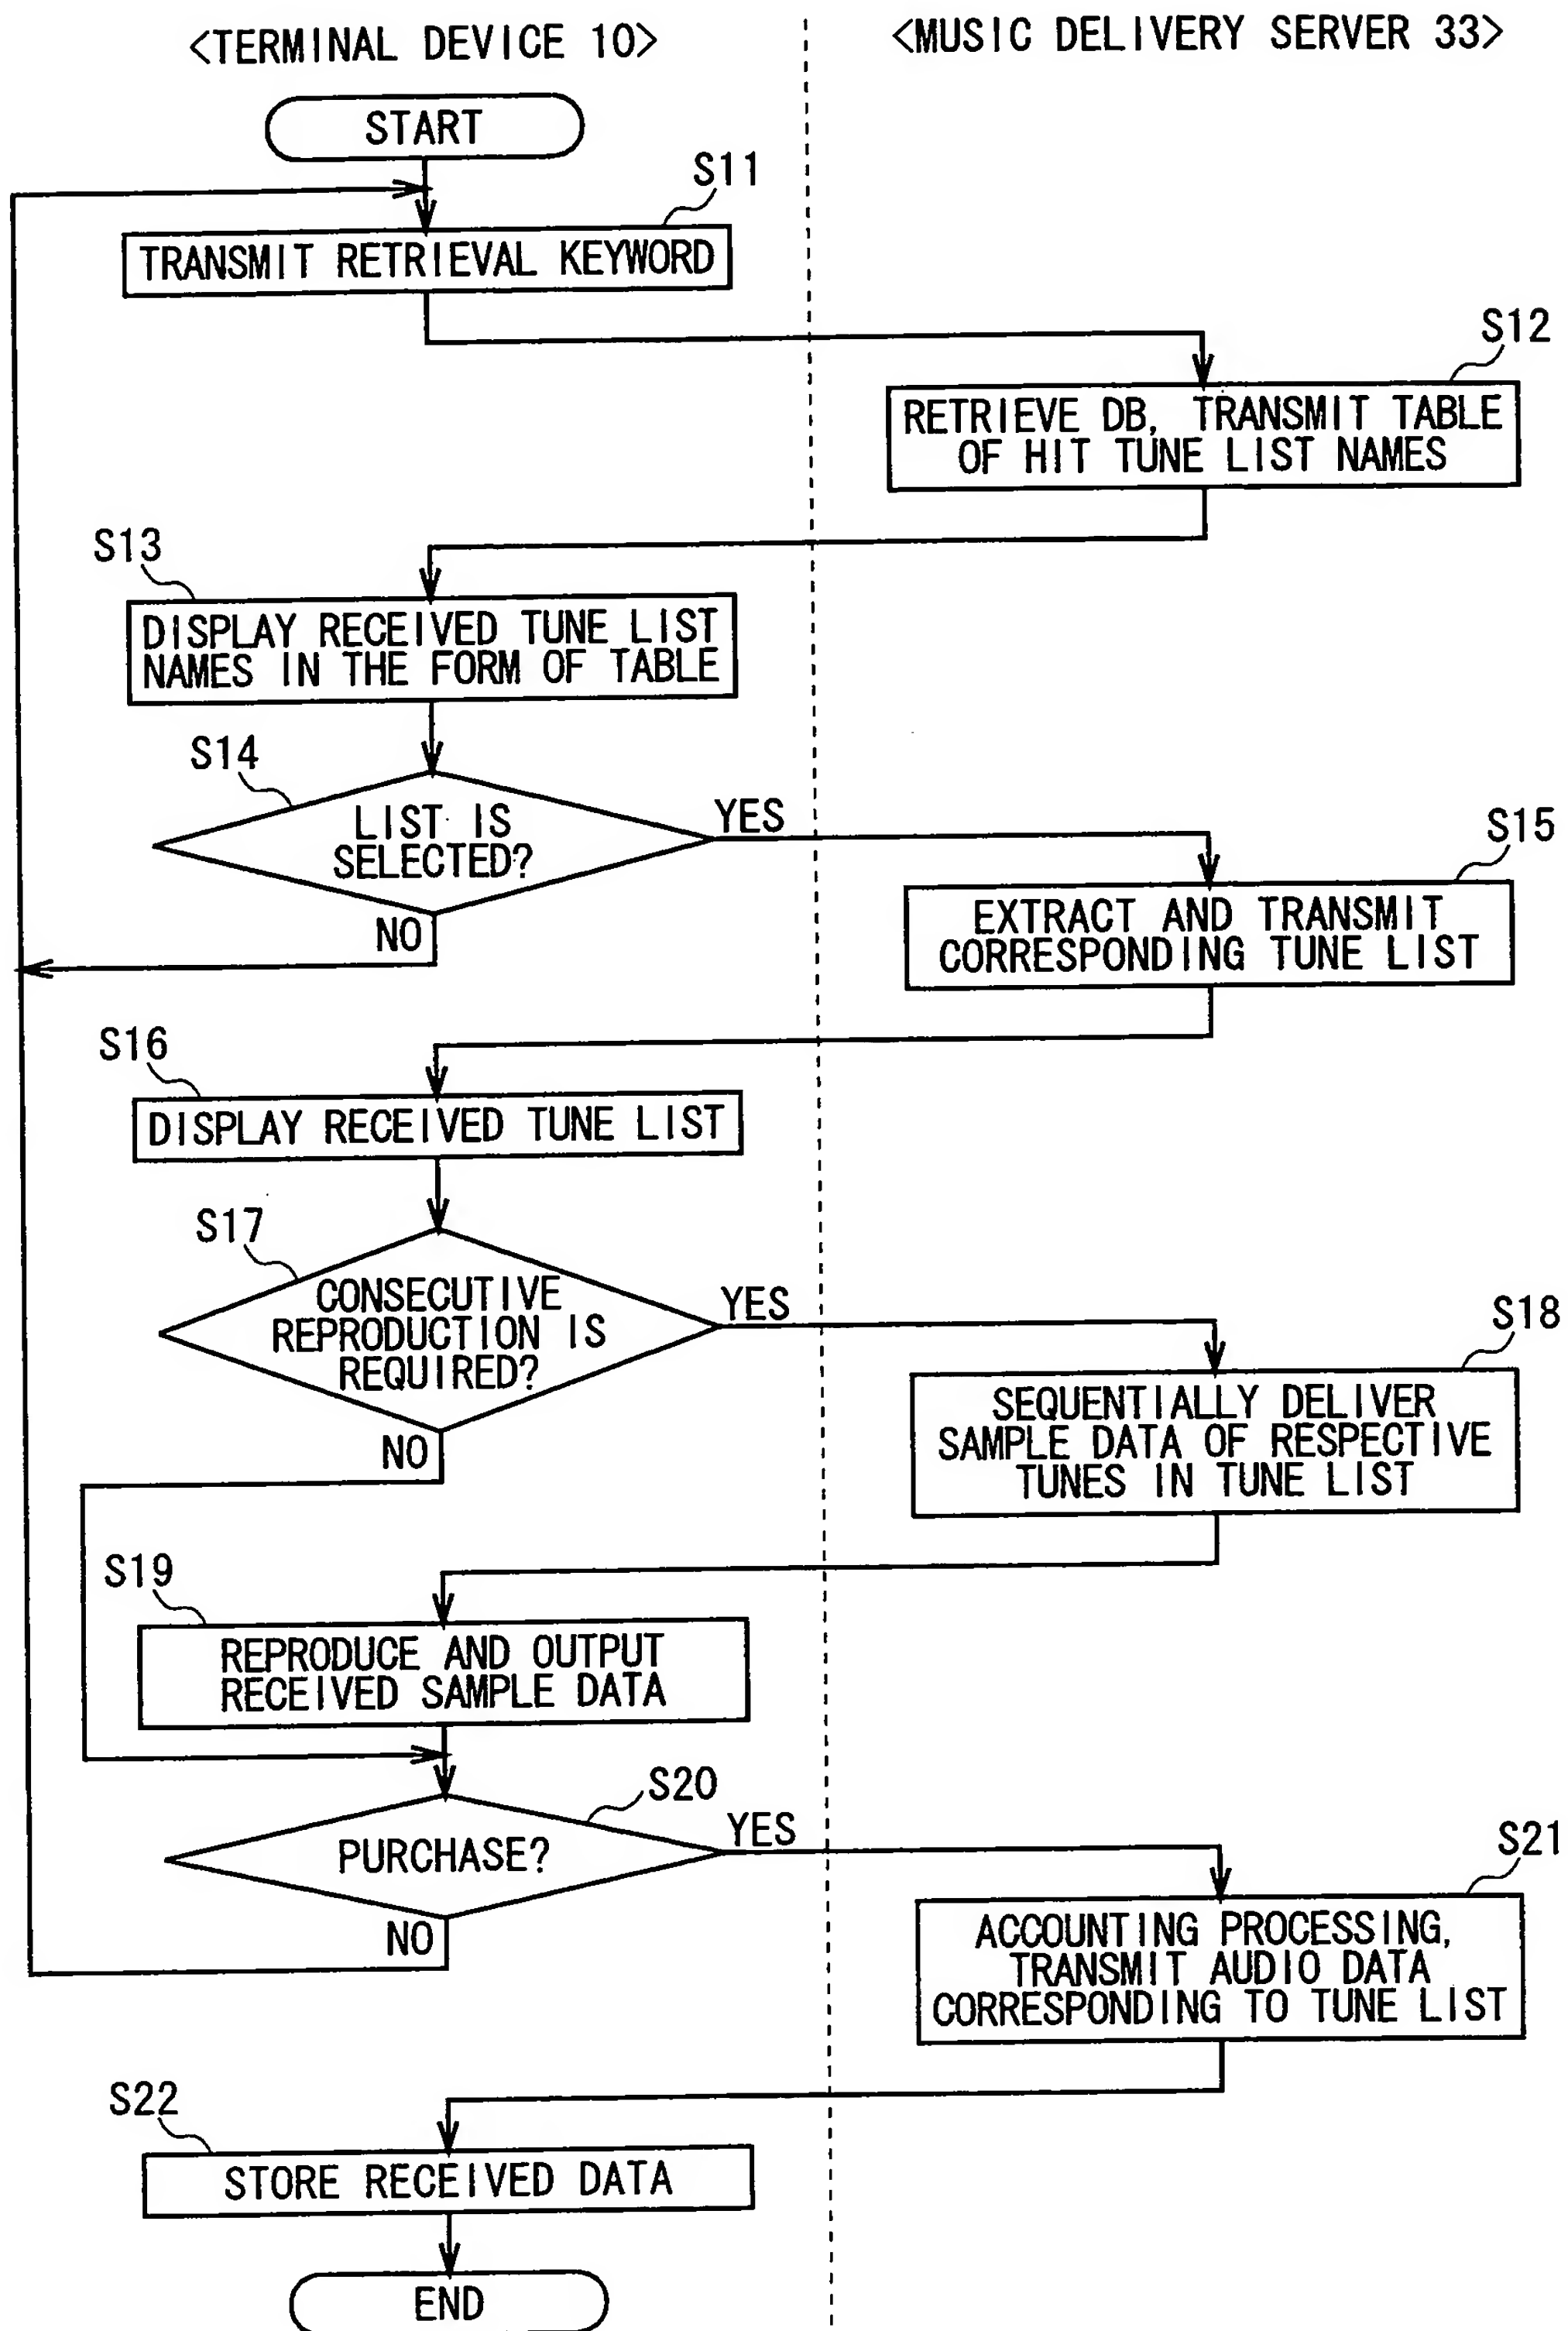 <TERMINAL DEVICE 10>
<MUSIC DELIVERY SERVER 33>
START
S11
TRANSMIT RETRIEVAL KEYWORD
S12
RETRIEVE DB, TRANSMIT TABLE
OF HIT TUNE LIST NAMES
S13
DISPLAY RECEIVED TUNE LIST
NAMES IN THE FORM OF TABLE
S14
LIST IS
SELECTED?
YES
NO
S15
EXTRACT AND TRANSMIT
CORRESPONDING TUNE LIST
S16
DISPLAY RECEIVED TUNE LIST
S17
CONSECUTIVE
REPRODUCTION IS
REQUIRED?
YES
NO
S18
SEQUENTIALLY DELIVER
SAMPLE DATA OF RESPECTIVE
TUNES IN TUNE LIST
S19
REPRODUCE AND OUTPUT
RECEIVED SAMPLE DATA
S20
PURCHASE?
YES
NO
S21
ACCOUNTING PROCESSING,
TRANSMIT AUDIO DATA
CORRESPONDING TO TUNE LIST
S22
STORE RECEIVED DATA
END